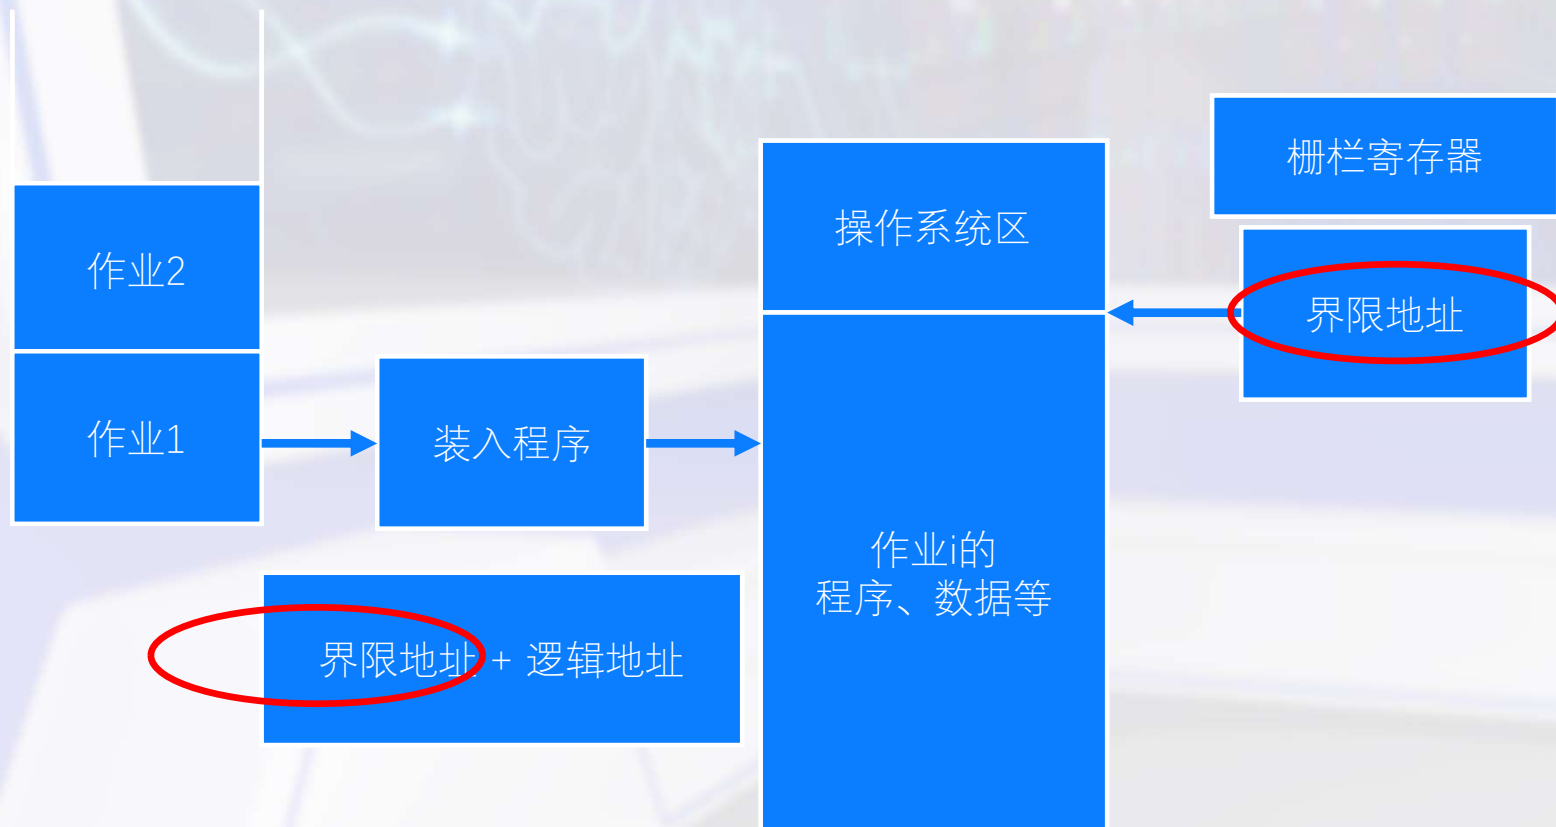 作业2
作业1
装入程序
界限地址 + 逻辑地址
操作系统区
作业i的
程序、数据等
栅栏寄存器
界限地址